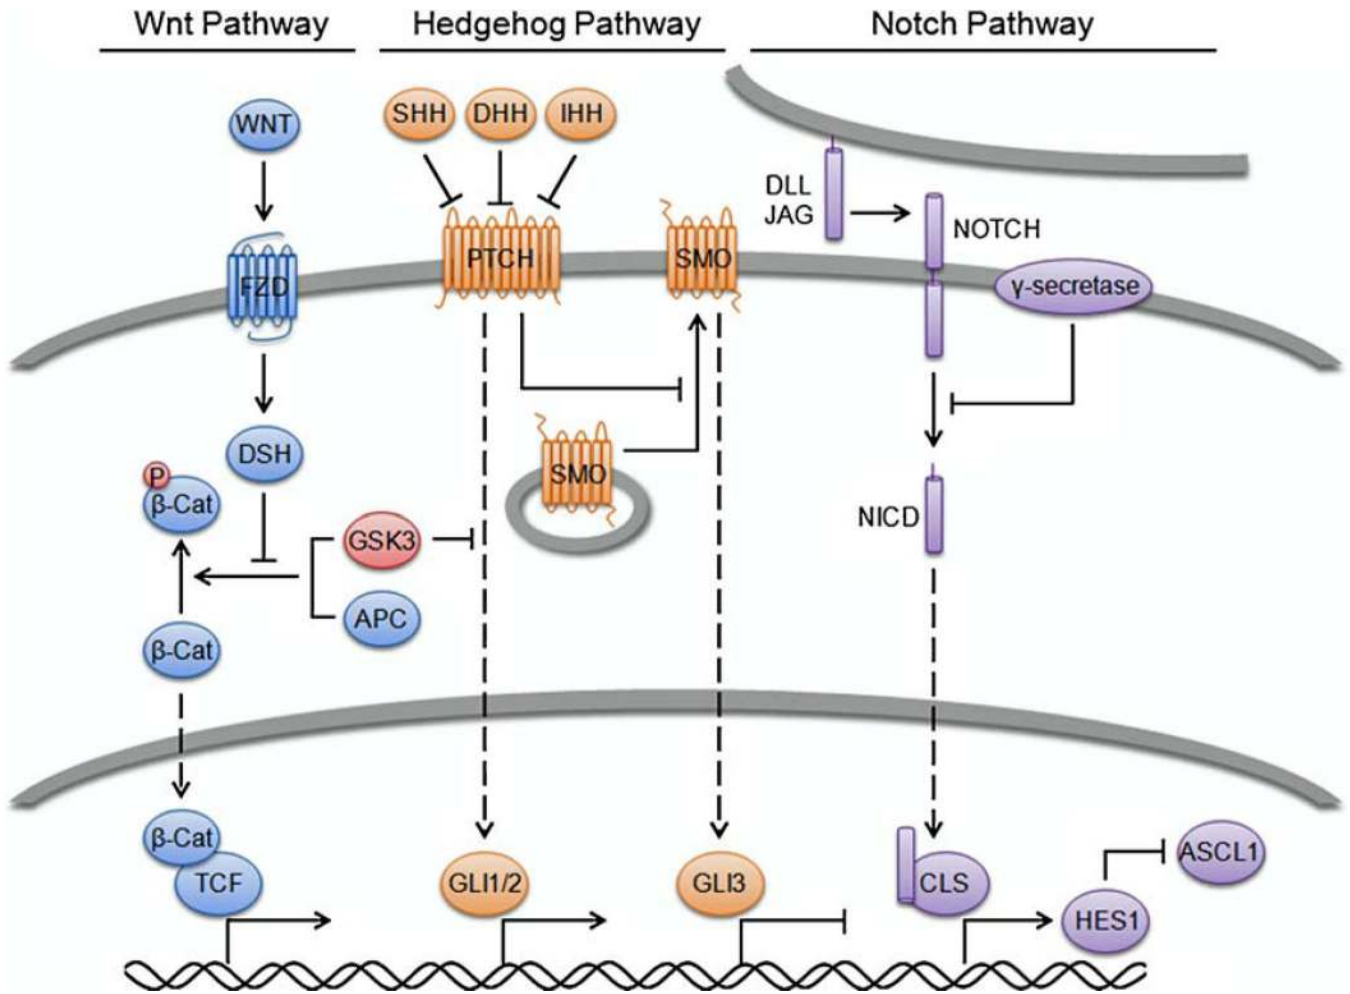 Wnt Pathway
Hedgehog Pathway
Notch Pathway
WNT
SHH
DHH
IHH
DLL
JAG
NOTCH
FZD
PTCH
SMO
γ-secretase
DSH
P
β-Cat
SMO
GSK3
NICD
APC
β-Cat
β-Cat
TCF
GLI1/2
GLI3
CLS
ASCL1
HES1